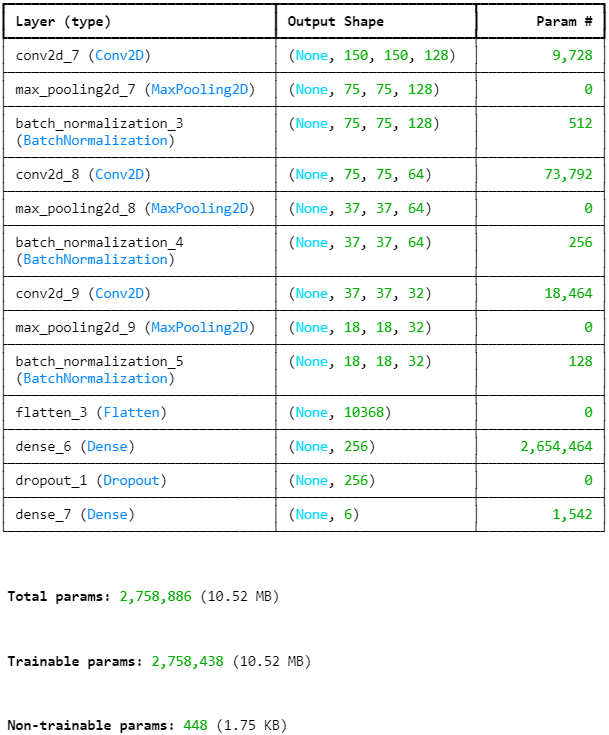 Layer (type) Output Shape Param #
conv2d_7 (Conv2D) (None, 150, 150, 128) 9,728
max_pooling2d_7 (MaxPooling2D) (None, 75, 75, 128) 0
batch_normalization_3 (None, 75, 75, 128) 512
(BatchNormalization)
conv2d_8 (Conv2D) (None, 75, 75, 64) 73,792
max_pooling2d_8 (MaxPooling2D) (None, 37, 37, 64) 0
batch_normalization_4 (None, 37, 37, 64) 256
(BatchNormalization)
conv2d_9 (Conv2D) (None, 37, 37, 32) 18,464
max_pooling2d_9 (MaxPooling2D) (None, 18, 18, 32) 0
batch_normalization_5 (None, 18, 18, 32) 128
(BatchNormalization)
flatten_3 (Flatten) (None, 10368) 0
dense_6 (Dense) (None, 256) 2,654,464
dropout_1 (Dropout) (None, 256) 0
dense_7 (Dense) (None, 6) 1,542
Total params: 2,758,886 (10.52 MB)
Trainable params: 2,758,438 (10.52 MB)
Non-trainable params: 448 (1.75 KB)